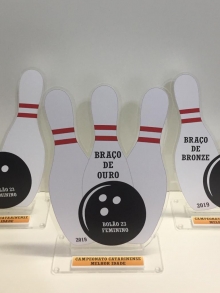 BRAÇO
DE
OURO
BOLÃO 23
FEMININO
2019
CAMPEONATO CATARINENSE
MELHOR IDADE
BRAÇO
DE
BRONZE
2019